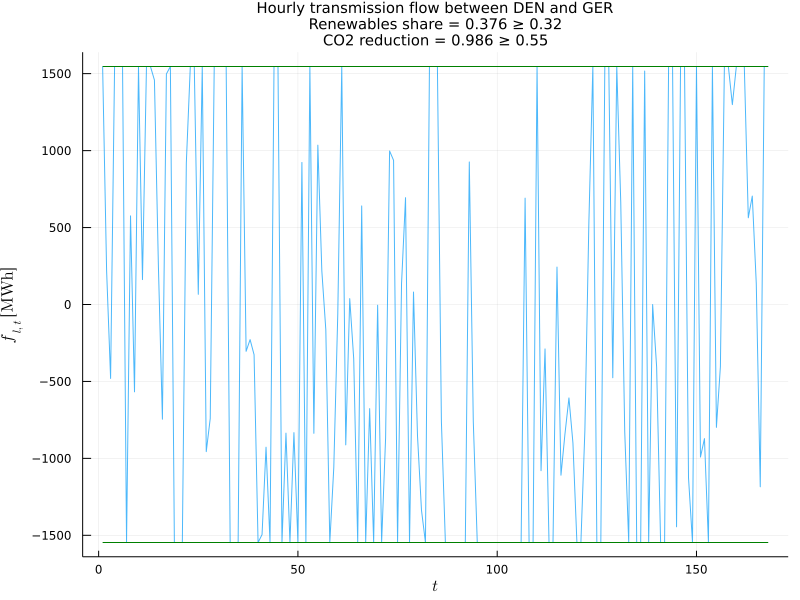 Hourly transmission flow between DEN and GER
Renewables share = 0.376 ≥ 0.32
CO2 reduction = 0.986 ≥ 0.55
1500
1000
500
0
−500
−1000
−1500
f l,t [MWh]
0
50
100
150
t